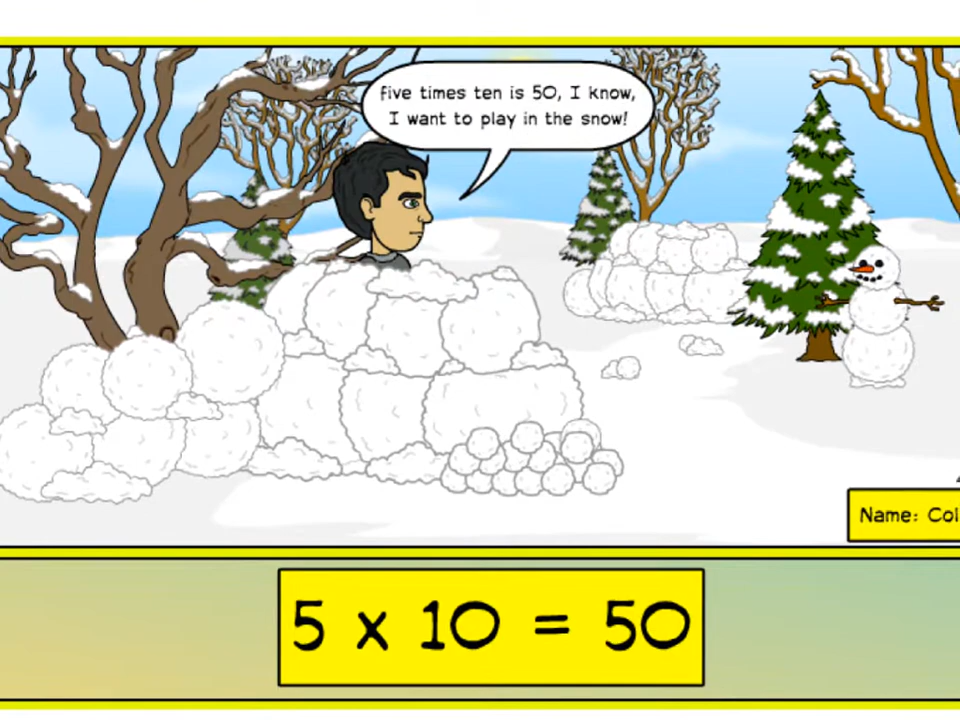 five times ten is 50, I know,
I want to play in the snow!
Name: Col
5 x 10 = 50